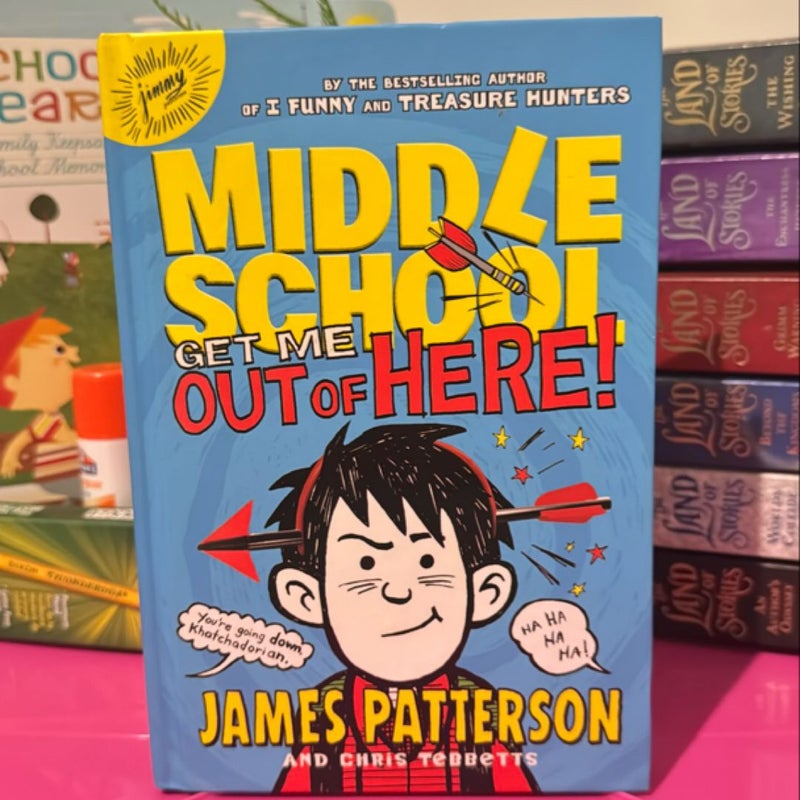 jimmy
BY THE BESTSELLING AUTHOR
OF I FUNNY AND TREASURE HUNTERS
MIDDLE
SCHOOL
GET ME
OUT OF HERE!
You're going down,
Khatchadorian.
HA HA
HA
HA!
JAMES PATTERSON
AND CHRIS TEBBETTS
LAND OF STORIES
THE WISHING
LAND OF STORIES
THE ENCHANTRESS
LAND OF STORIES
A GRIMM WARNING
LAND OF STORIES
BEYOND THE KINGDOMS
LAND OF STORIES
WORLDS COLLIDE
LAND OF STORIES
AN AUTHOR'S ODYSSEY